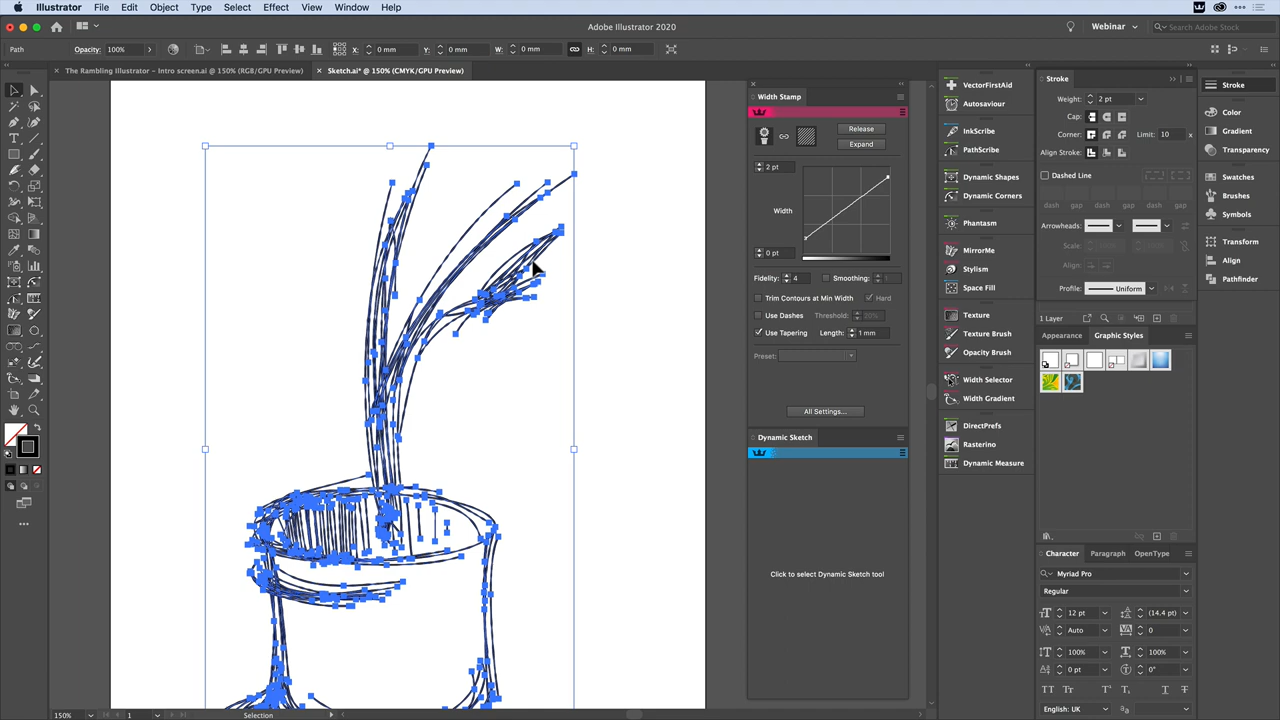 Illustrator File Edit Object Type Select Effect View Window Help
Adobe Illustrator 2020
Webinar
Search Adobe Stock
Path Opacity: 100% X: 0 mm Y: 0 mm W: 0 mm H: 0 mm
× The Rambling Illustrator - Intro screen.ai @ 150% (RGB/GPU Preview) × Sketch.ai* @ 150% (CMYK/GPU Preview)
Width Stamp
Release
Expand
2 pt
Width
0 pt
Fidelity: 4 Smoothing: 1
Trim Contours at Min Width Hard
Use Dashes Threshold: 20%
Use Tapering Length: 1 mm
Preset:
All Settings...
Dynamic Sketch
Click to select Dynamic Sketch tool
VectorFirstAid
Autosaviour
InkScribe
PathScribe
Dynamic Shapes
Dynamic Corners
Phantasm
MirrorMe
Stylism
Space Fill
Texture
Texture Brush
Opacity Brush
Width Selector
Width Gradient
DirectPrefs
Rasterino
Dynamic Measure
Stroke
Weight: 2 pt
Cap:
Corner: Limit: 10 x
Align Stroke:
Dashed Line
dash gap dash gap dash gap
Arrowheads:
Scale: 100% 100%
Align:
Profile: Uniform
1 Layer
Appearance Graphic Styles
Character Paragraph OpenType
Myriad Pro
Regular
12 pt (14.4 pt)
Auto 0
100% 100%
0 pt 0°
English: UK
Stroke
Color
Gradient
Transparency
Swatches
Brushes
Symbols
Transform
Align
Pathfinder
150% 1 Selection